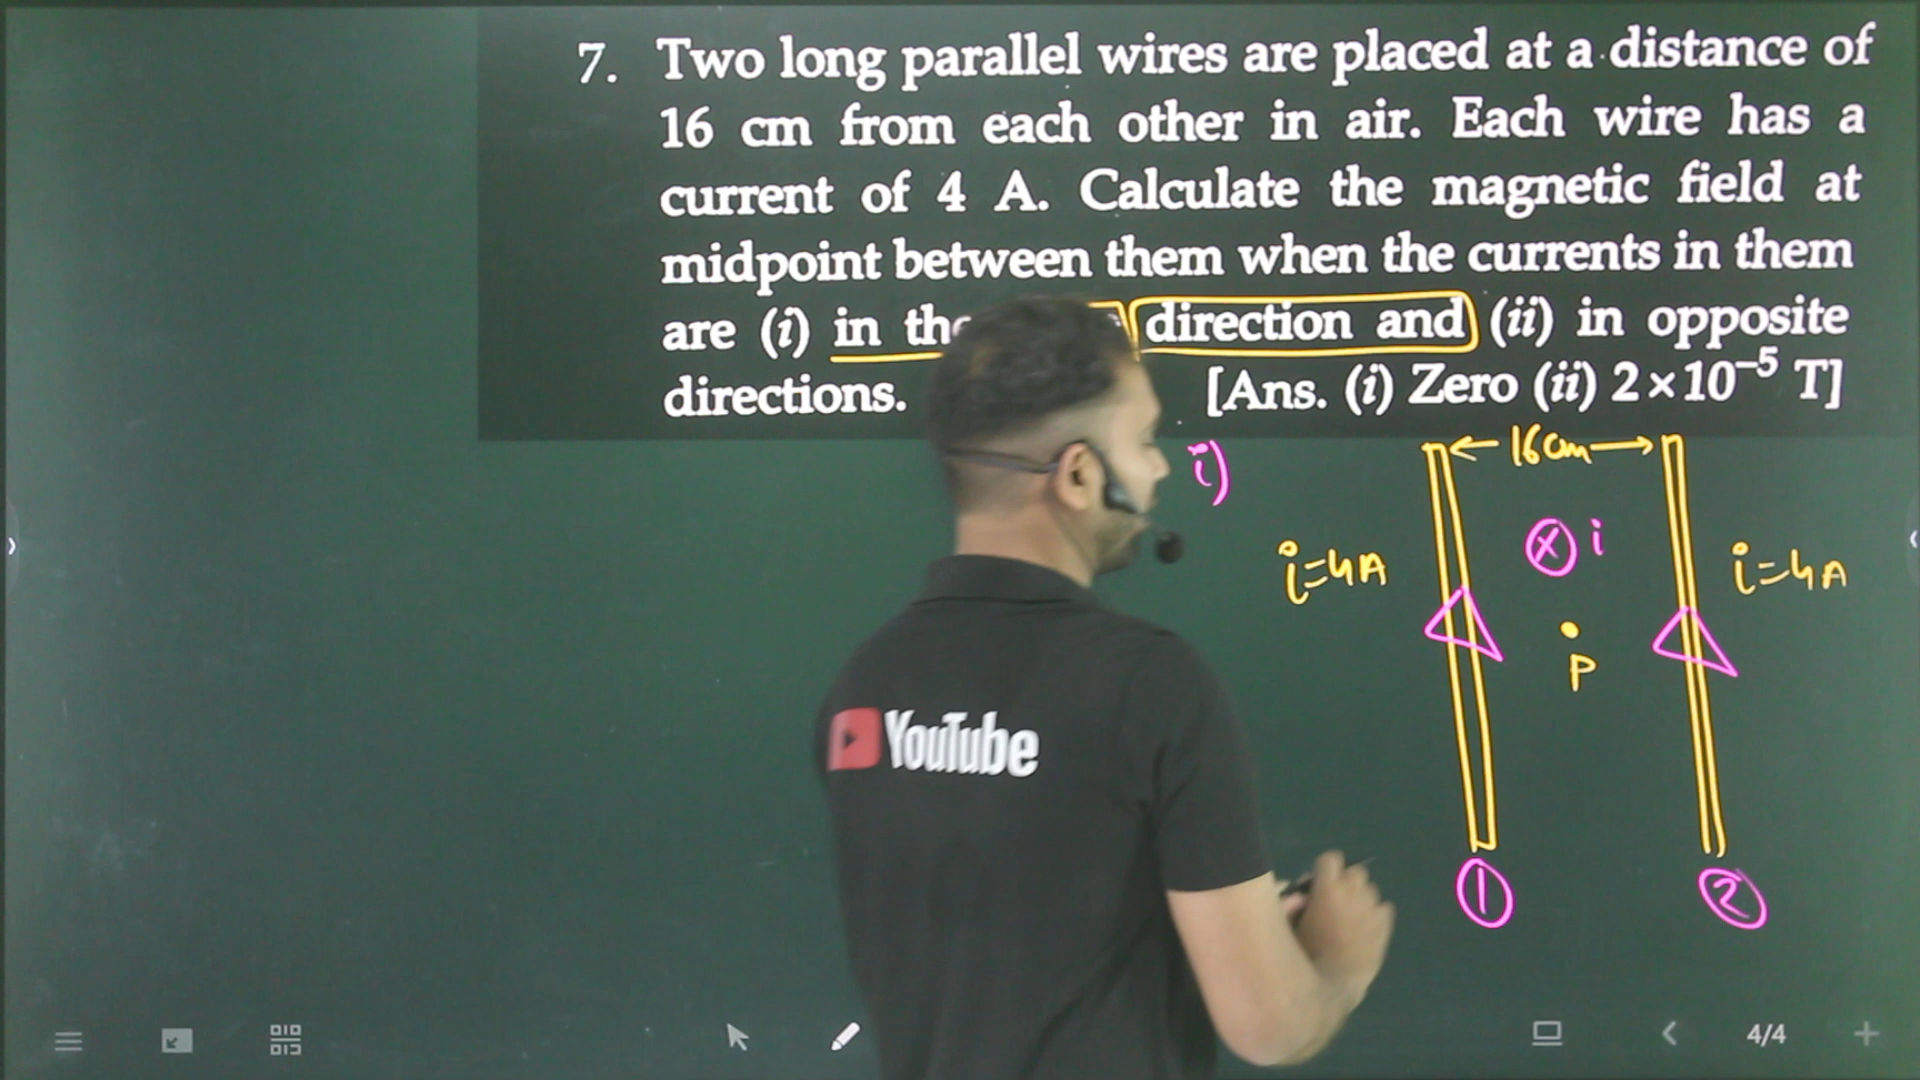 7. Two long parallel wires are placed at a distance of
16 cm from each other in air. Each wire has a
current of 4 A. Calculate the magnetic field at
midpoint between them when the currents in them
are (i) in direction and (ii) in opposite
directions. [Ans. (i) Zero (ii) 2×10⁻⁵ T]
i)
16cm
ⓧ i
i=4A
i=4A
P
YouTube
①
②
4/4